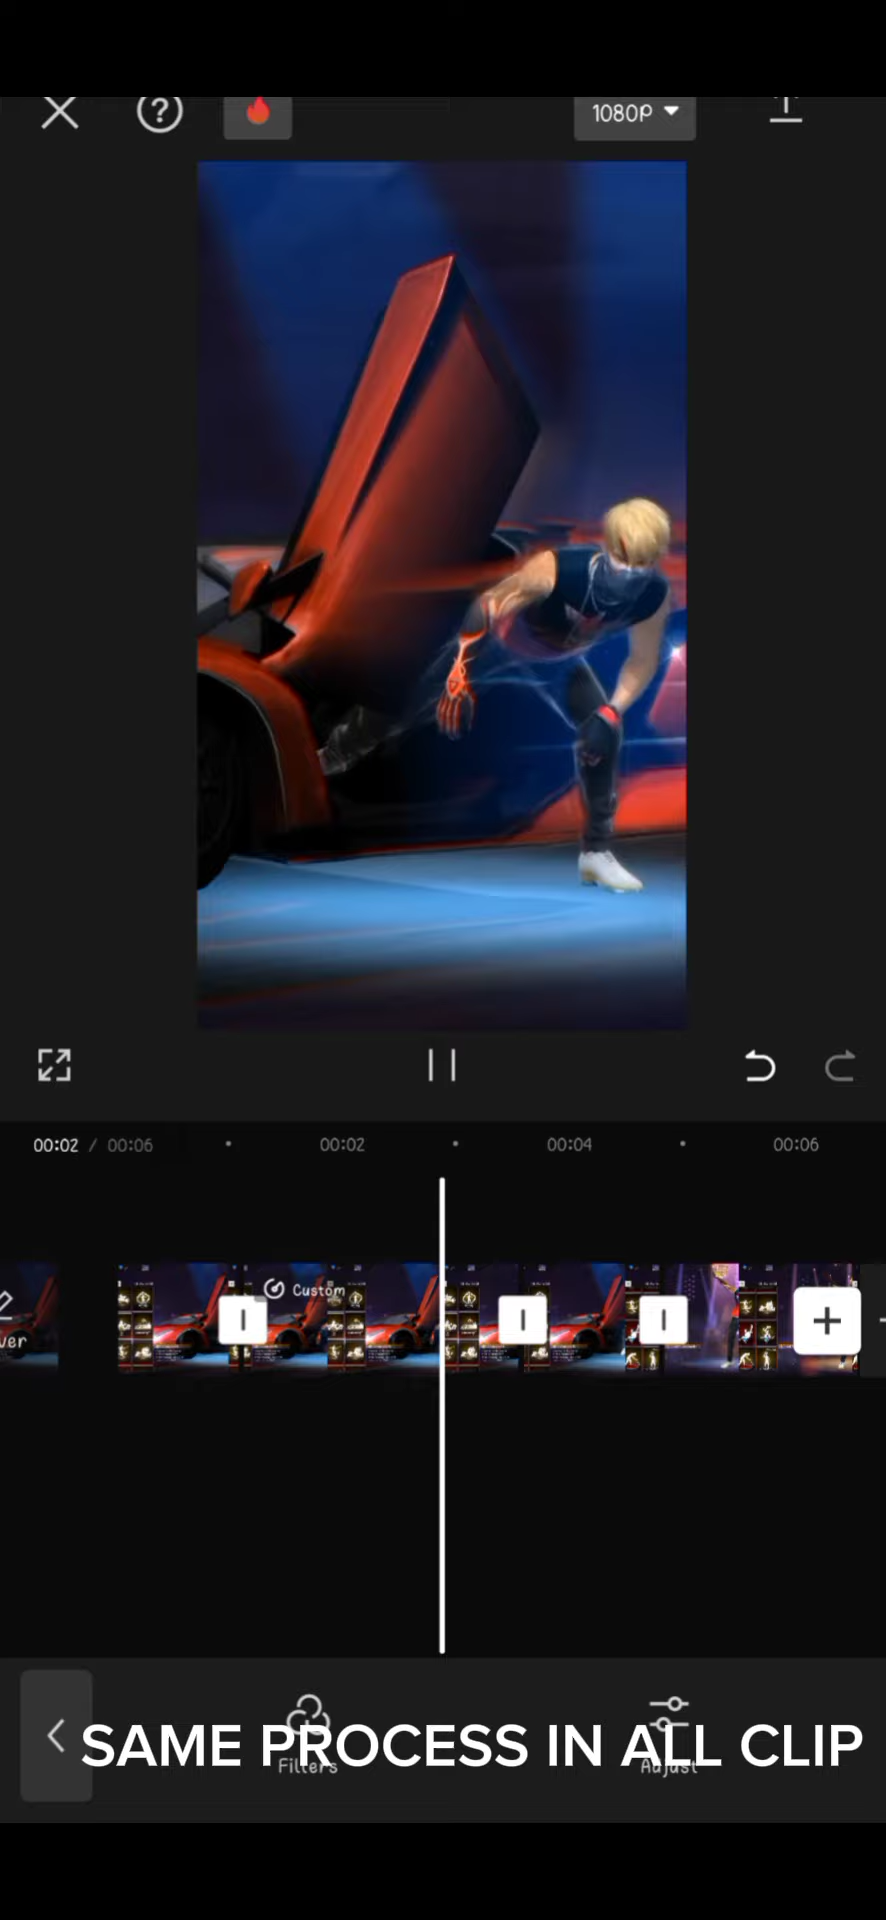 1080P
00:02 / 00:06
00:02
00:04
00:06
Custom
ver
SAME PROCESS IN ALL CLIP
Filters
Adjust